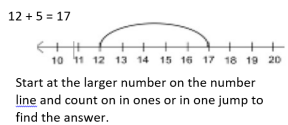 12 + 5 = 17
10 11 12 13 14 15 16 17 18 19 20
Start at the larger number on the number
line and count on in ones or in one jump to
find the answer.